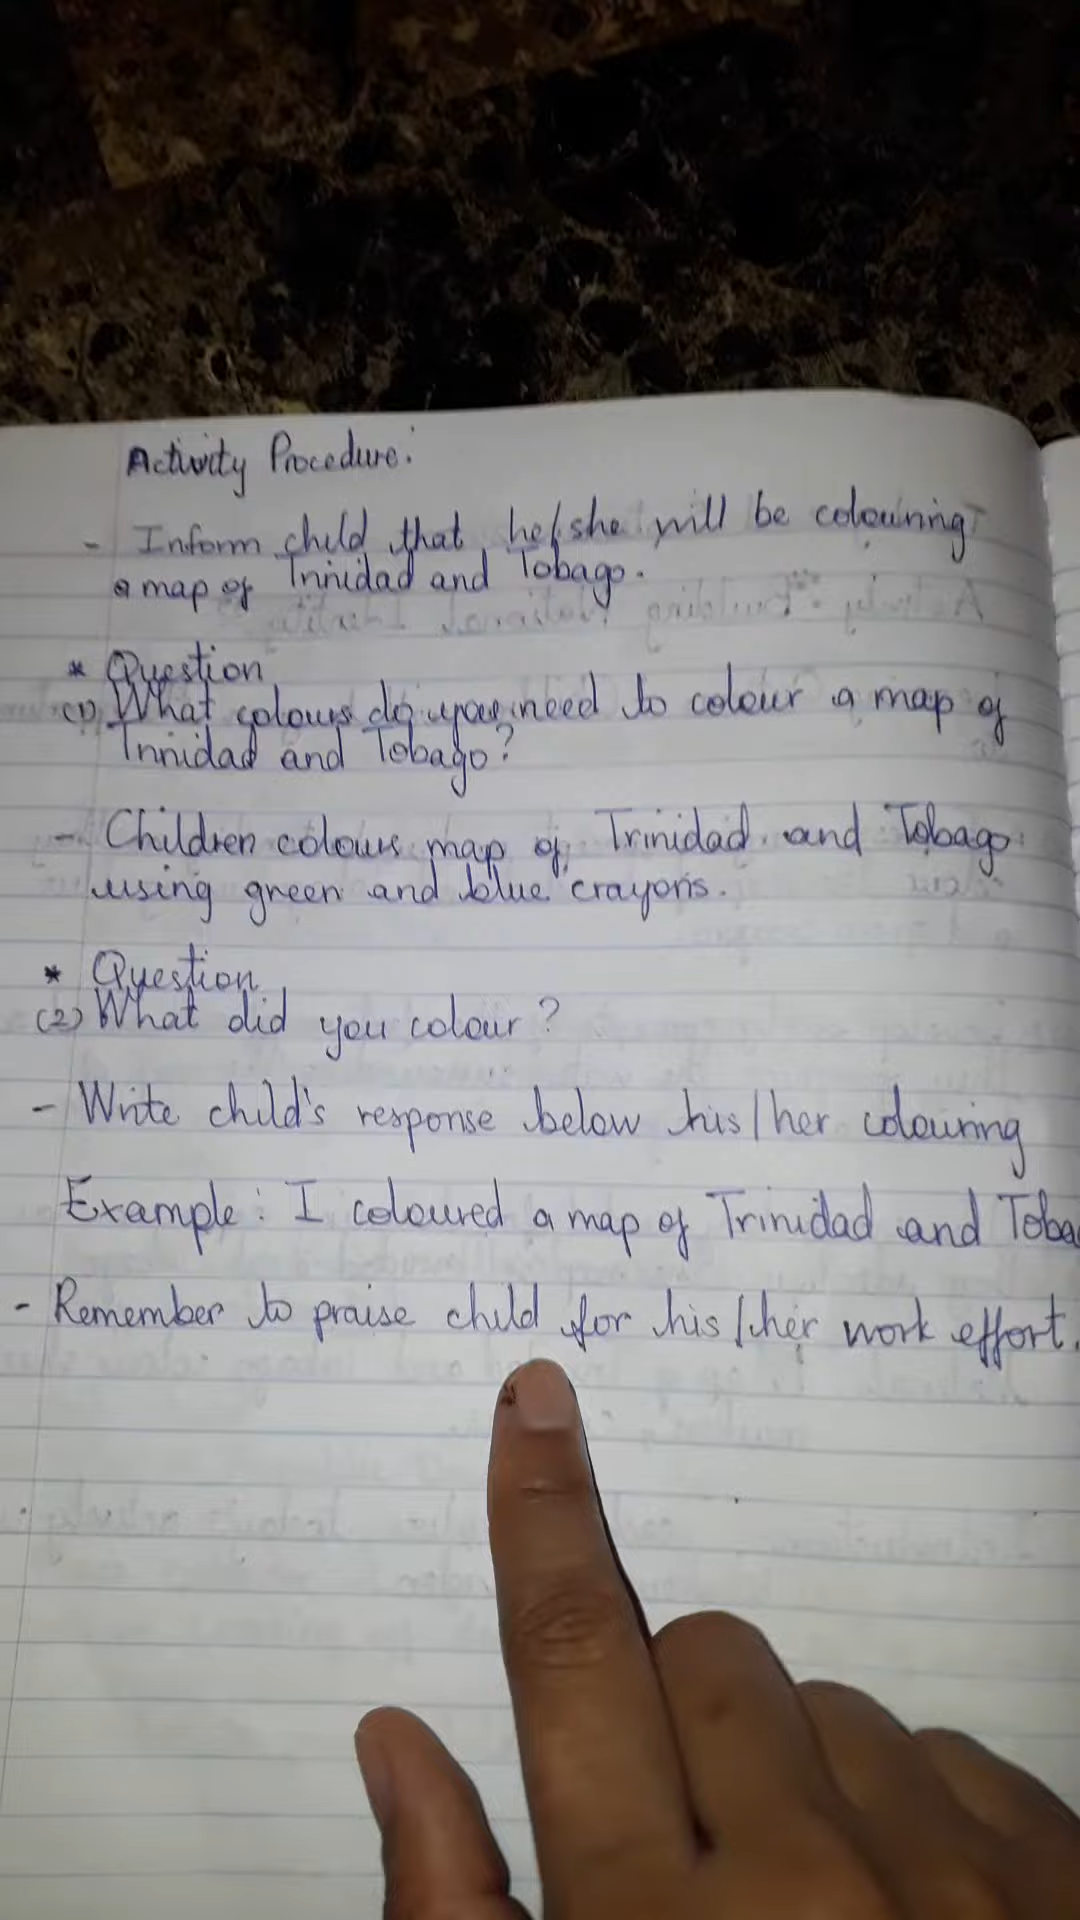 Activity Procedure:
- Inform child that he/she will be colouring
a map of Trinidad and Tobago.
* Question
(1) What colours do you need to colour a map of
Trinidad and Tobago?
- Children colours map of Trinidad and Tobago
using green and blue crayons.
* Question
(2) What did you colour?
- Write child's response below his/her colouring
Example: I coloured a map of Trinidad and Toba
- Remember to praise child for his/her work effort.